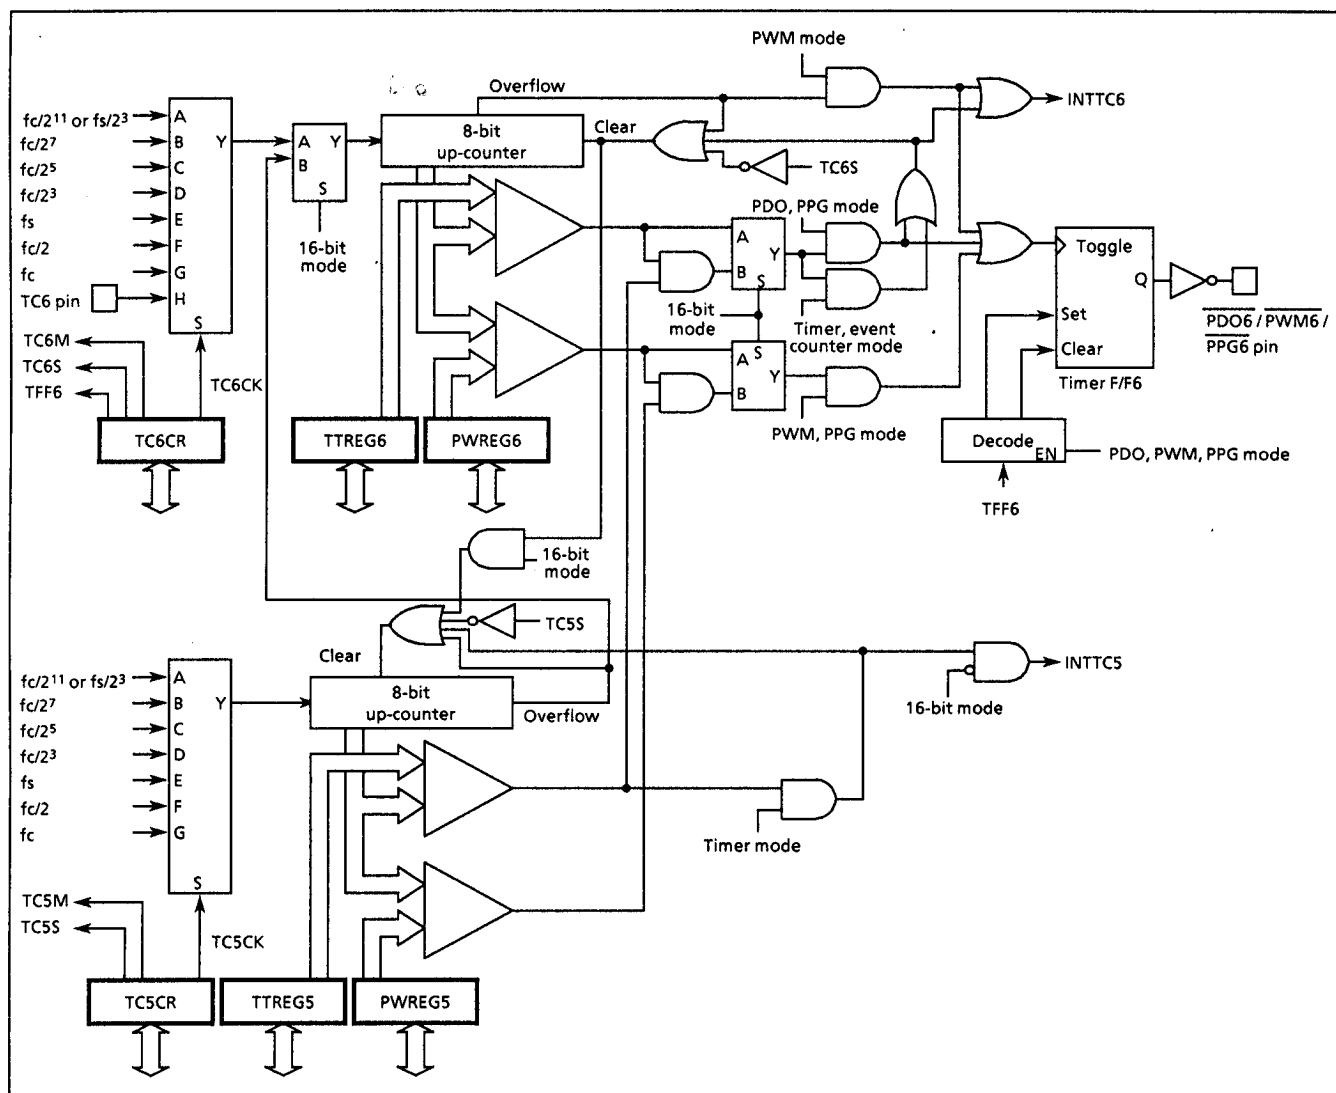 PWM mode
Overflow
INTTC6
fc/2¹¹ or fs/2³
fc/2⁷
fc/2⁵
fc/2³
fs
fc/2
fc
TC6 pin
A
B
C
D
E
F
G
H
Y
S
A
B
Y
S
16-bit
mode
8-bit
up-counter
Clear
TC6S
PDO, PPG mode
A
B
Y
S
16-bit
mode
Timer, event
counter mode
S
A
B
Y
PWM, PPG mode
Toggle
Q
Set
Clear
Timer F/F6
PDO6 / PWM6 /
PPG6 pin
Decode
EN
PDO, PWM, PPG mode
TFF6
TC6M
TC6S
TFF6
TC6CK
TC6CR
TTREG6
PWREG6
16-bit
mode
TC5S
Clear
INTTC5
16-bit mode
fc/2¹¹ or fs/2³
fc/2⁷
fc/2⁵
fc/2³
fs
fc/2
fc
A
B
C
D
E
F
G
Y
S
8-bit
up-counter
Overflow
Timer mode
TC5M
TC5S
TC5CK
TC5CR
TTREG5
PWREG5